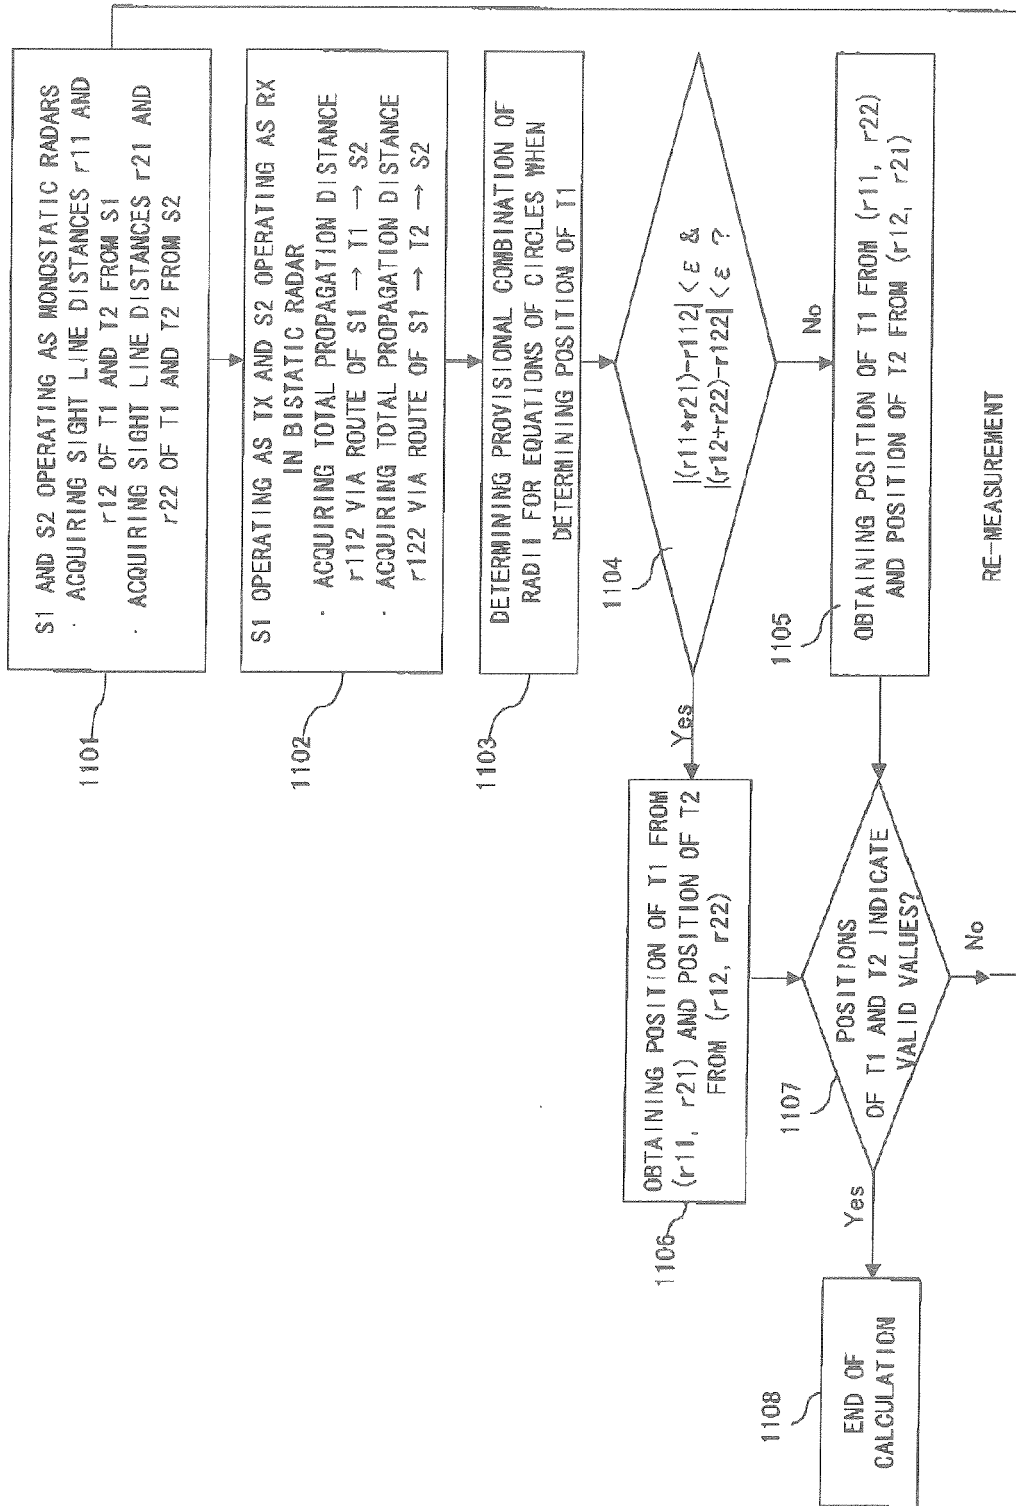 S1 AND S2 OPERATING AS MONOSTATIC RADARS
· ACQUIRING SIGHT LINE DISTANCES r11 AND
r12 OF T1 AND T2 FROM S1
· ACQUIRING SIGHT LINE DISTANCES r21 AND
r22 OF T1 AND T2 FROM S2
1101
S1 OPERATING AS TX AND S2 OPERATING AS RX
IN BISTATIC RADAR
· ACQUIRING TOTAL PROPAGATION DISTANCE
r112 VIA ROUTE OF S1 → T1 → S2
· ACQUIRING TOTAL PROPAGATION DISTANCE
r122 VIA ROUTE OF S1 → T2 → S2
1102
DETERMINING PROVISIONAL COMBINATION OF
RADII FOR EQUATIONS OF CIRCLES WHEN
DETERMINING POSITION OF T1
1103
1104
|(r11+r21)-r112| < ε &
|(r12+r22)-r122| < ε ?
Yes
No
1105
OBTAINING POSITION OF T1 FROM (r11, r22)
AND POSITION OF T2 FROM (r12, r21)
OBTAINING POSITION OF T1 FROM
(r11, r21) AND POSITION OF T2
FROM (r12, r22)
1106
1107
POSITIONS
OF T1 AND T2 INDICATE
VALID VALUES?
Yes
No
RE-MEASUREMENT
1108
END OF
CALCULATION